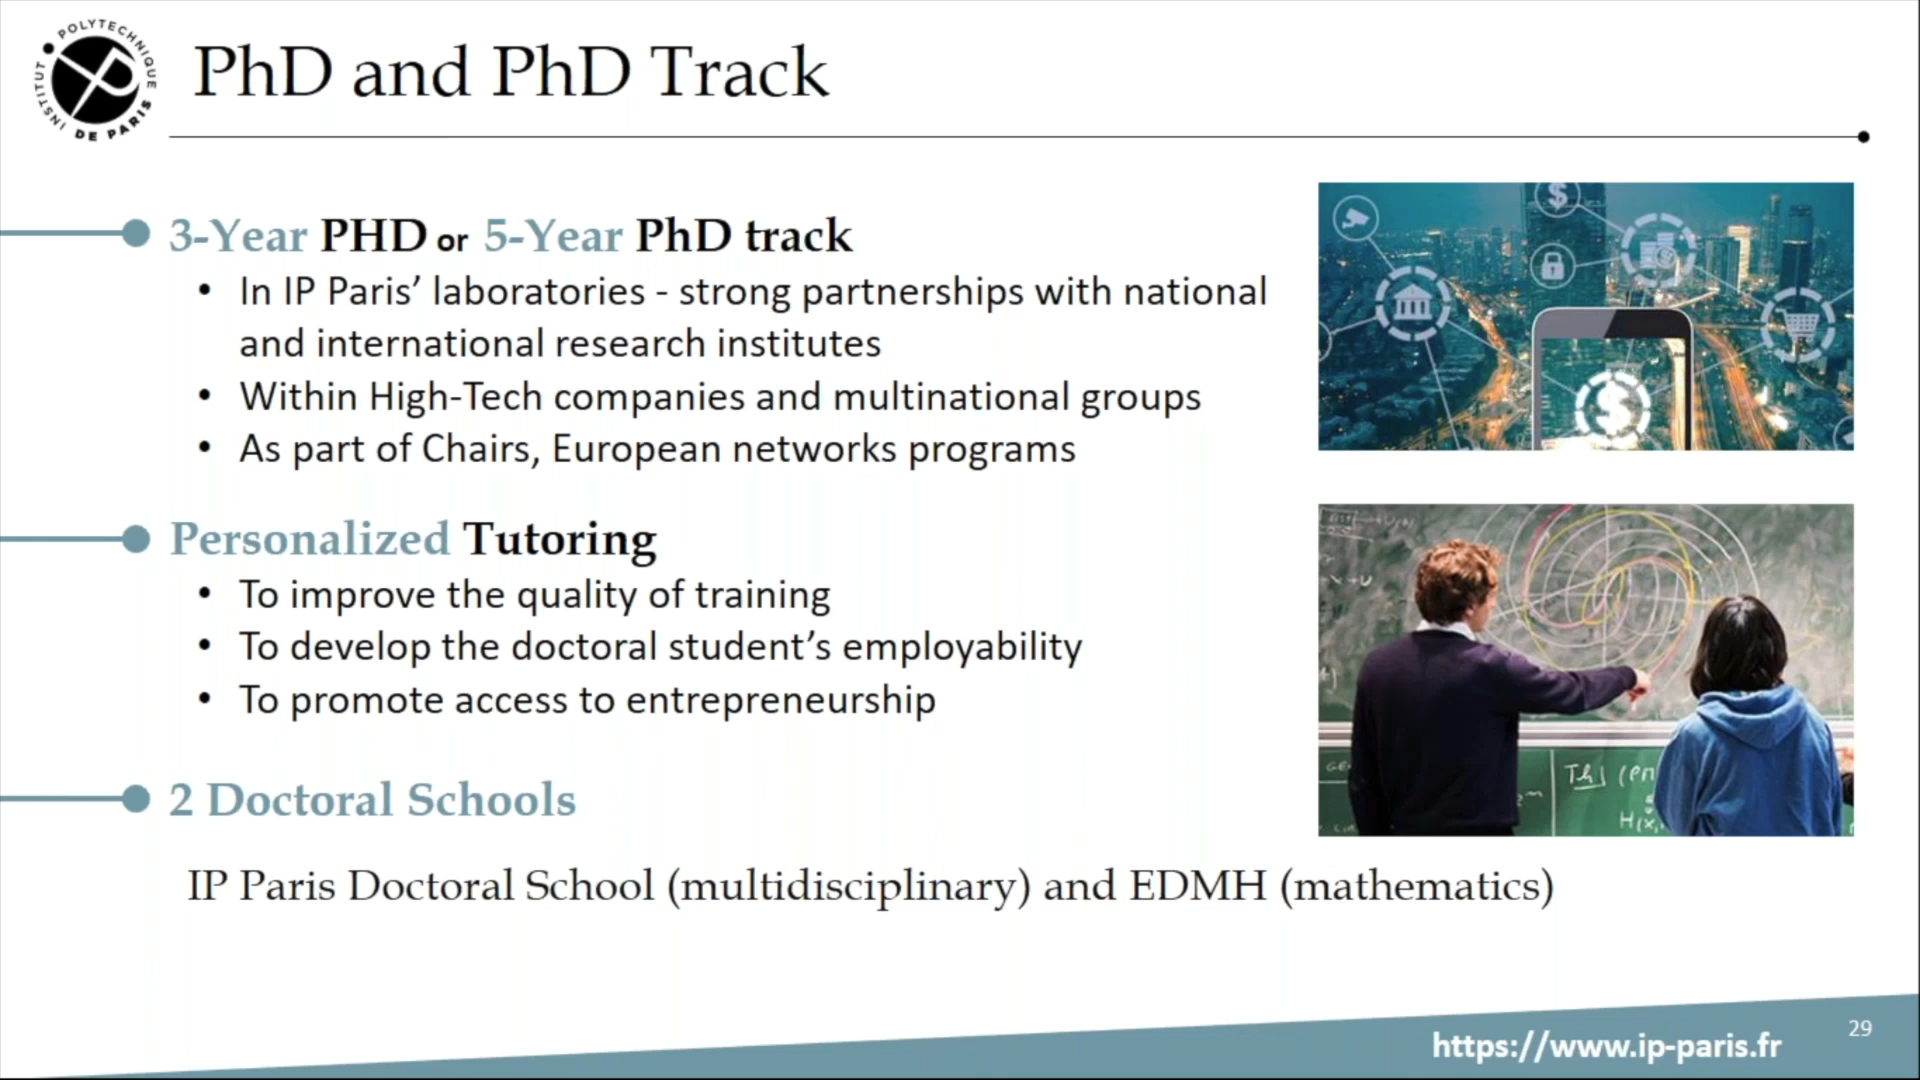 INSTITUT POLYTECHNIQUE DE PARIS
PhD and PhD Track
3-Year PHD or 5-Year PhD track
• In IP Paris’ laboratories - strong partnerships with national
and international research institutes
• Within High-Tech companies and multinational groups
• As part of Chairs, European networks programs
Personalized Tutoring
• To improve the quality of training
• To develop the doctoral student’s employability
• To promote access to entrepreneurship
2 Doctoral Schools
IP Paris Doctoral School (multidisciplinary) and EDMH (mathematics)
https://www.ip-paris.fr
29